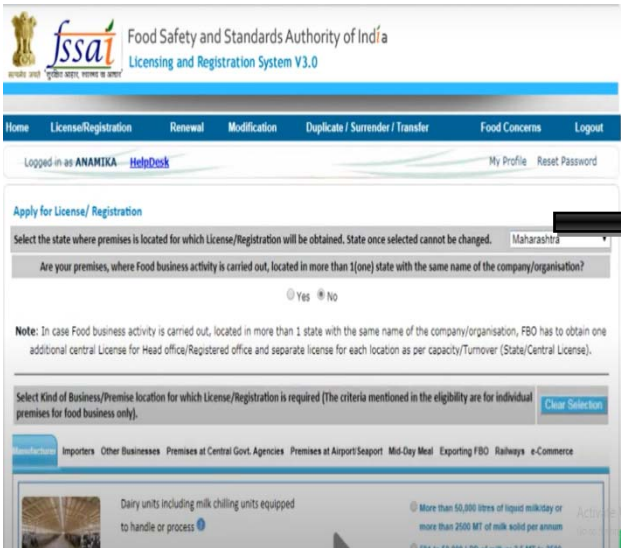 सत्यमेव जयते
fssai
Food Safety and Standards Authority of India
Licensing and Registration System V3.0
Home License/Registration Renewal Modification Duplicate / Surrender / Transfer Food Concerns Logout
Logged in as ANAMIKA HelpDesk My Profile Reset Password
Apply for License/ Registration
Select the state where premises is located for which License/Registration will be obtained. State once selected cannot be changed. Maharashtra
Are your premises, where Food business activity is carried out, located in more than 1(one) state with the same name of the company/organisation?
Yes No
Note: In case Food business activity is carried out, located in more than 1 state with the same name of the company/organisation, FBO has to obtain one
additional central License for Head office/Registered office and separate license for each location as per capacity/Turnover (State/Central License).
Select Kind of Business/Premise location for which License/Registration is required (The criteria mentioned in the eligibility are for individual
premises for food business only). Clear Selection
Manufacturer Importers Other Businesses Premises at Central Govt. Agencies Premises at Airport/Seaport Mid-Day Meal Exporting FBO Railways e-Commerce
Dairy units including milk chilling units equipped
to handle or process
More than 50,000 litres of liquid milk/day or
more than 2500 MT of milk solid per annum